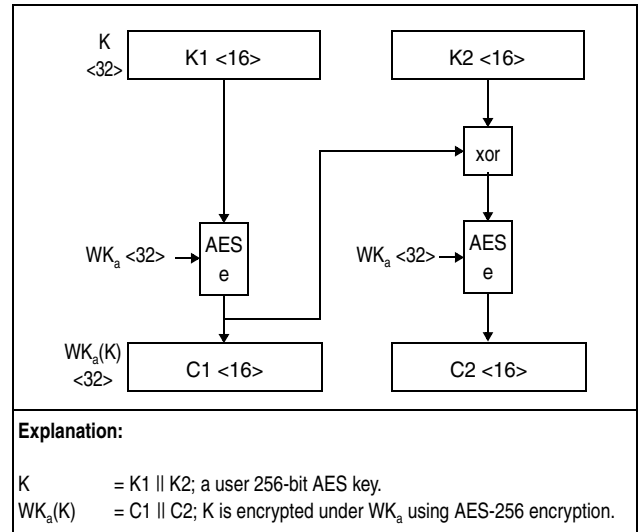 K
<32>
K1 <16>
K2 <16>
xor
WKa <32>
AES
e
WKa <32>
AES
e
WKa(K)
<32>
C1 <16>
C2 <16>
Explanation:
K = K1 || K2; a user 256-bit AES key.
WKa(K) = C1 || C2; K is encrypted under WKa using AES-256 encryption.